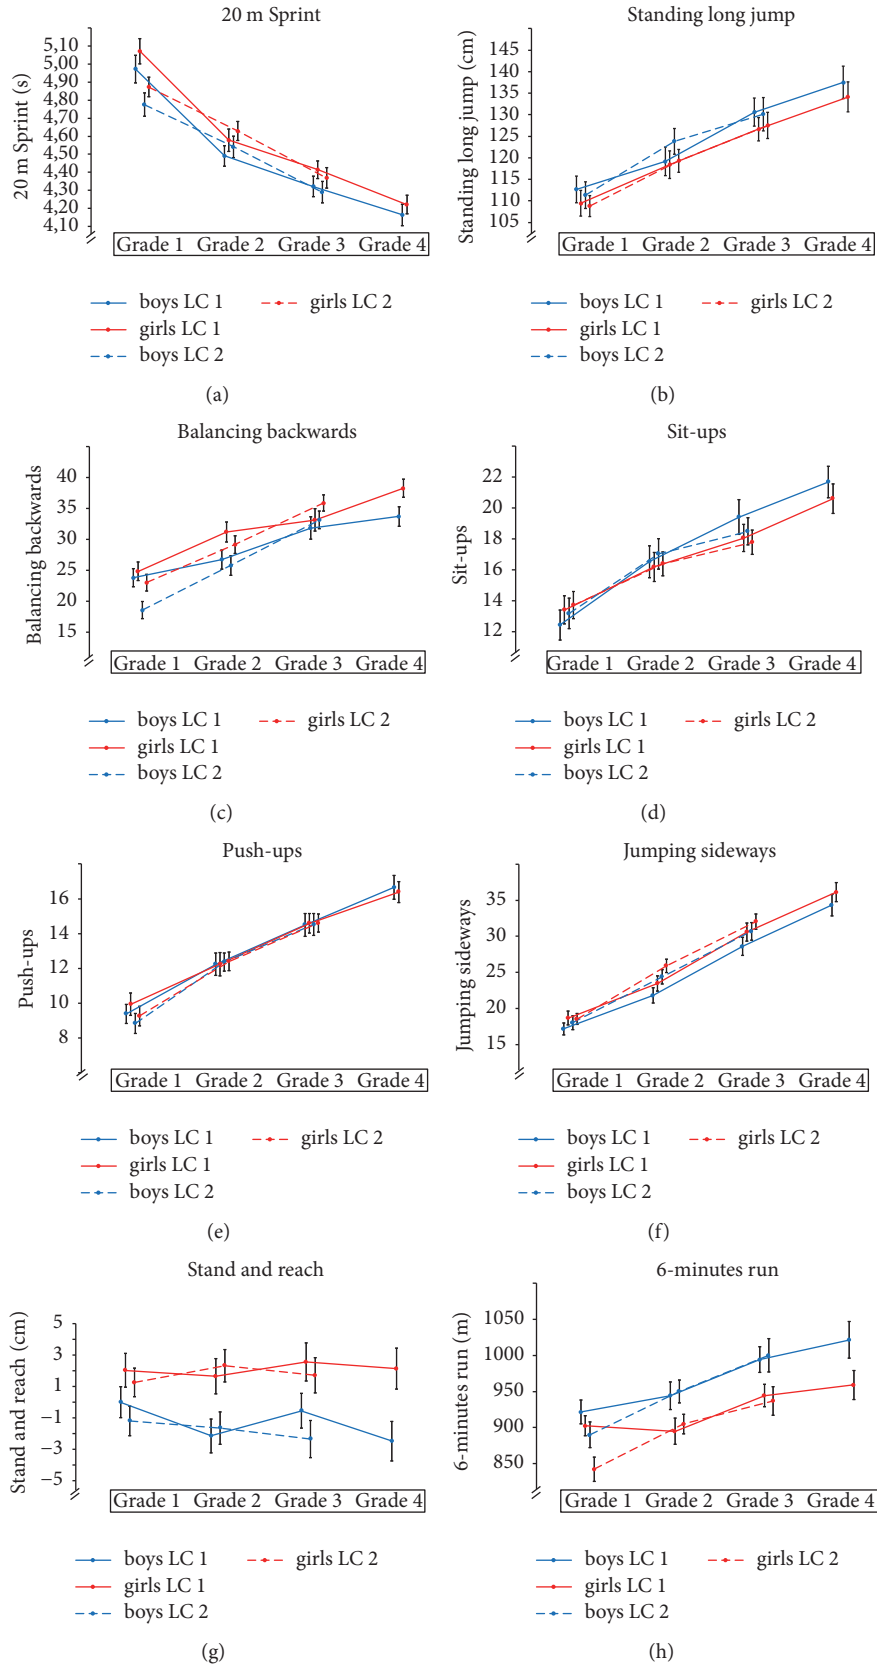 20 m Sprint
20 m Sprint (s)
5,10
5,00
4,90
4,80
4,70
4,60
4,50
4,40
4,30
4,20
4,10
Grade 1 Grade 2 Grade 3 Grade 4
boys LC 1 girls LC 2
girls LC 1
boys LC 2
(a)
Standing long jump
Standing long jump (cm)
145
140
135
130
125
120
115
110
105
Grade 1 Grade 2 Grade 3 Grade 4
boys LC 1 girls LC 2
girls LC 1
boys LC 2
(b)
Balancing backwards
Balancing backwards
40
35
30
25
20
15
Grade 1 Grade 2 Grade 3 Grade 4
boys LC 1 girls LC 2
girls LC 1
boys LC 2
(c)
Sit-ups
Sit-ups
22
20
18
16
14
12
Grade 1 Grade 2 Grade 3 Grade 4
boys LC 1 girls LC 2
girls LC 1
boys LC 2
(d)
Push-ups
Push-ups
16
14
12
10
8
Grade 1 Grade 2 Grade 3 Grade 4
boys LC 1 girls LC 2
girls LC 1
boys LC 2
(e)
Jumping sideways
Jumping sideways
35
30
25
20
15
Grade 1 Grade 2 Grade 3 Grade 4
boys LC 1 girls LC 2
girls LC 1
boys LC 2
(f)
Stand and reach
Stand and reach (cm)
5
3
1
−1
−3
−5
Grade 1 Grade 2 Grade 3 Grade 4
boys LC 1 girls LC 2
girls LC 1
boys LC 2
(g)
6-minutes run
6-minutes run (m)
1050
1000
950
900
850
Grade 1 Grade 2 Grade 3 Grade 4
boys LC 1 girls LC 2
girls LC 1
boys LC 2
(h)